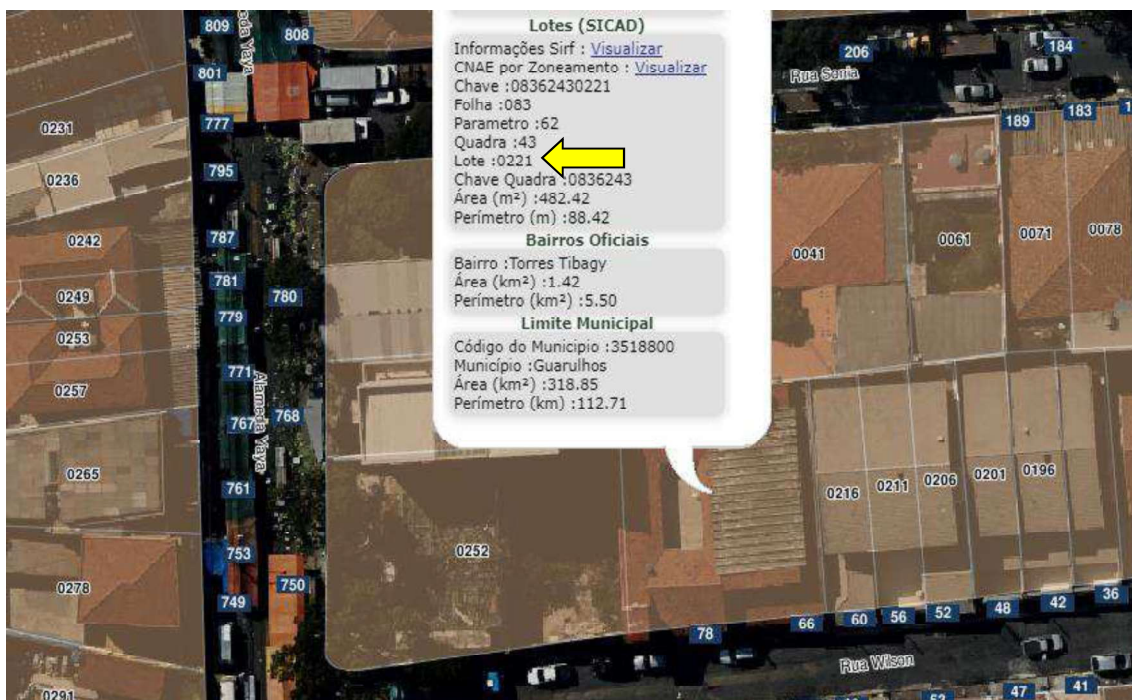 Lotes (SICAD)
Informações Sirf : Visualizar
CNAE por Zoneamento : Visualizar
Chave :08362430221
Folha :083
Parametro :62
Quadra :43
Lote :0221
Chave Quadra :0836243
Área (m²) :482.42
Perímetro (m) :88.42
Bairros Oficiais
Bairro :Torres Tibagy
Área (km²) :1.42
Perímetro (km²) :5.50
Limite Municipal
Código do Municipio :3518800
Município :Guarulhos
Área (km²) :318.85
Perímetro (km) :112.71
809
808
801
777
795
787
781
780
779
771
768
767
761
753
750
749
0231
0236
0242
0249
0253
0257
0265
0278
0291
Alameda Yaya
0252
206
184
Rua Serria
189
183
0041
0061
0071
0078
0216
0211
0206
0201
0196
78
66
60
56
52
48
42
36
Rua Wilson
47
41